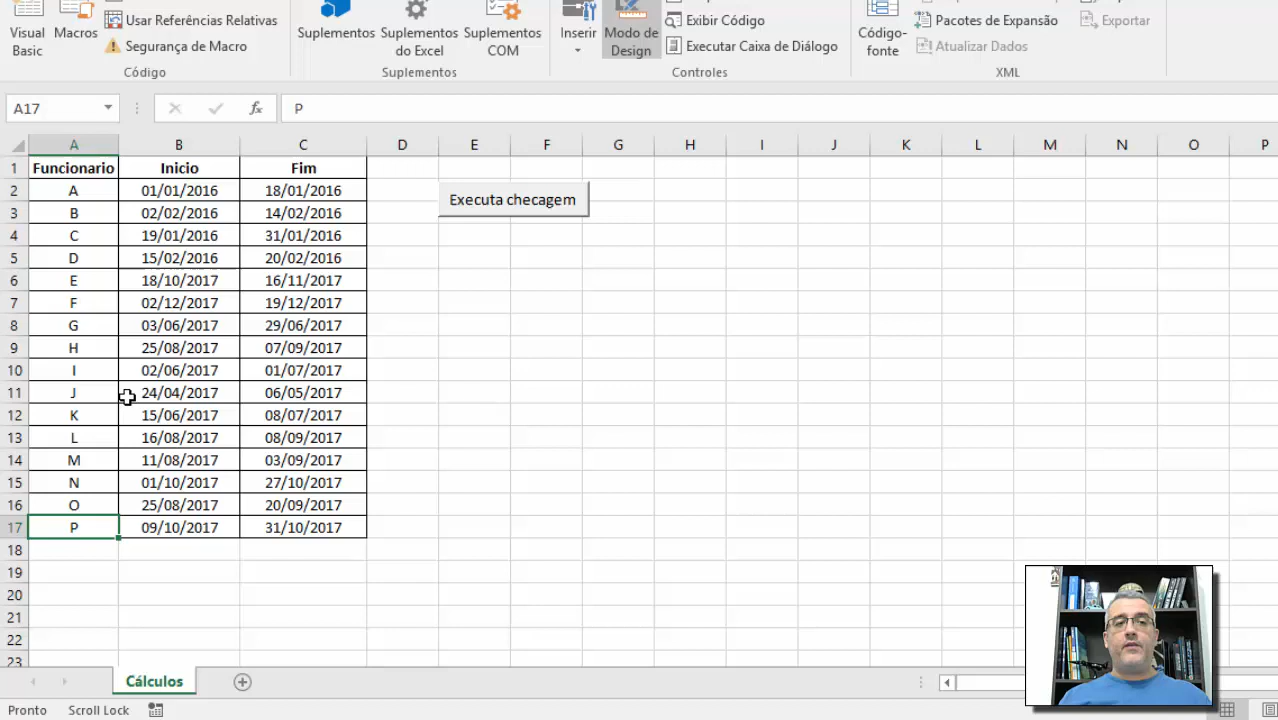 Usar Referências Relativas
Exibir Código
Pacotes de Expansão
Exportar
Visual Basic
Macros
Segurança de Macro
Suplementos
Suplementos do Excel
Suplementos COM
Inserir
Modo de Design
Executar Caixa de Diálogo
Código-fonte
Atualizar Dados
Código
Suplementos
Controles
XML
A17
fx
P
A B C D E F G H I J K L M N O P
1 Funcionario Inicio Fim
2 A 01/01/2016 18/01/2016
Executa checagem
3 B 02/02/2016 14/02/2016
4 C 19/01/2016 31/01/2016
5 D 15/02/2016 20/02/2016
6 E 18/10/2017 16/11/2017
7 F 02/12/2017 19/12/2017
8 G 03/06/2017 29/06/2017
9 H 25/08/2017 07/09/2017
10 I 02/06/2017 01/07/2017
11 J 24/04/2017 06/05/2017
12 K 15/06/2017 08/07/2017
13 L 16/08/2017 08/09/2017
14 M 11/08/2017 03/09/2017
15 N 01/10/2017 27/10/2017
16 O 25/08/2017 20/09/2017
17 P 09/10/2017 31/10/2017
18
19
20
21
22
23
Cálculos
Pronto Scroll Lock